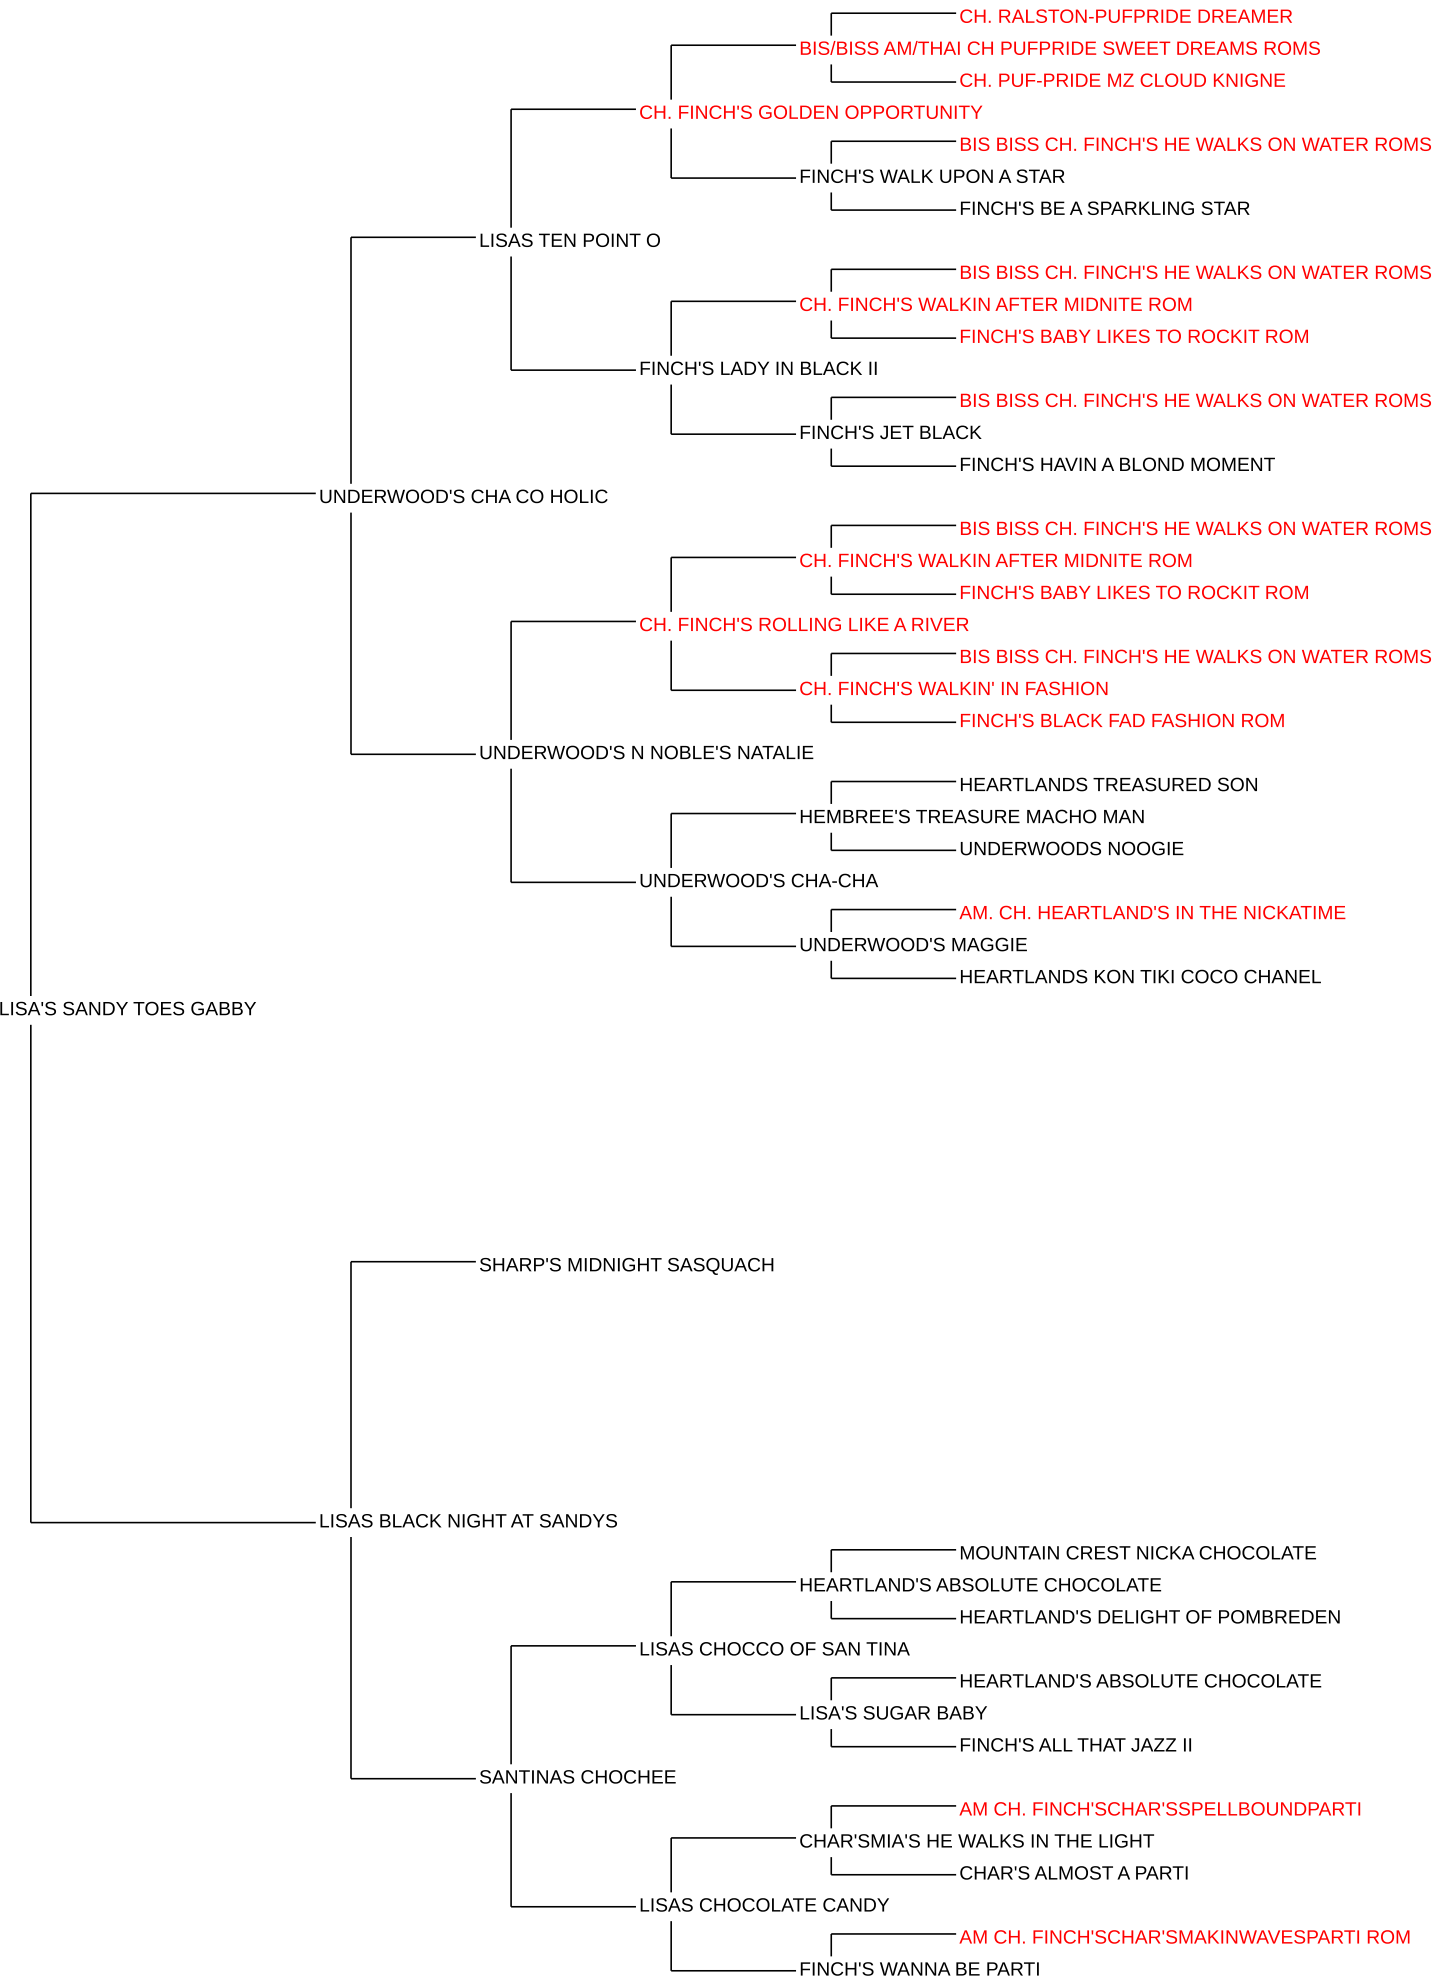 CH. RALSTON-PUFPRIDE DREAMER
BIS/BISS AM/THAI CH PUFPRIDE SWEET DREAMS ROMS
CH. PUF-PRIDE MZ CLOUD KNIGNE
CH. FINCH'S GOLDEN OPPORTUNITY
BIS BISS CH. FINCH'S HE WALKS ON WATER ROMS
FINCH'S WALK UPON A STAR
FINCH'S BE A SPARKLING STAR
LISAS TEN POINT O
BIS BISS CH. FINCH'S HE WALKS ON WATER ROMS
CH. FINCH'S WALKIN AFTER MIDNITE ROM
FINCH'S BABY LIKES TO ROCKIT ROM
FINCH'S LADY IN BLACK II
BIS BISS CH. FINCH'S HE WALKS ON WATER ROMS
FINCH'S JET BLACK
FINCH'S HAVIN A BLOND MOMENT
UNDERWOOD'S CHA CO HOLIC
BIS BISS CH. FINCH'S HE WALKS ON WATER ROMS
CH. FINCH'S WALKIN AFTER MIDNITE ROM
FINCH'S BABY LIKES TO ROCKIT ROM
CH. FINCH'S ROLLING LIKE A RIVER
BIS BISS CH. FINCH'S HE WALKS ON WATER ROMS
CH. FINCH'S WALKIN' IN FASHION
FINCH'S BLACK FAD FASHION ROM
UNDERWOOD'S N NOBLE'S NATALIE
HEARTLANDS TREASURED SON
HEMBREE'S TREASURE MACHO MAN
UNDERWOODS NOOGIE
UNDERWOOD'S CHA-CHA
AM. CH. HEARTLAND'S IN THE NICKATIME
UNDERWOOD'S MAGGIE
HEARTLANDS KON TIKI COCO CHANEL
LISA'S SANDY TOES GABBY
SHARP'S MIDNIGHT SASQUACH
LISAS BLACK NIGHT AT SANDYS
MOUNTAIN CREST NICKA CHOCOLATE
HEARTLAND'S ABSOLUTE CHOCOLATE
HEARTLAND'S DELIGHT OF POMBREDEN
LISAS CHOCCO OF SAN TINA
HEARTLAND'S ABSOLUTE CHOCOLATE
LISA'S SUGAR BABY
FINCH'S ALL THAT JAZZ II
SANTINAS CHOCHEE
AM CH. FINCH'SCHAR'SSPELLBOUNDPARTI
CHAR'SMIA'S HE WALKS IN THE LIGHT
CHAR'S ALMOST A PARTI
LISAS CHOCOLATE CANDY
AM CH. FINCH'SCHAR'SMAKINWAVESPARTI ROM
FINCH'S WANNA BE PARTI